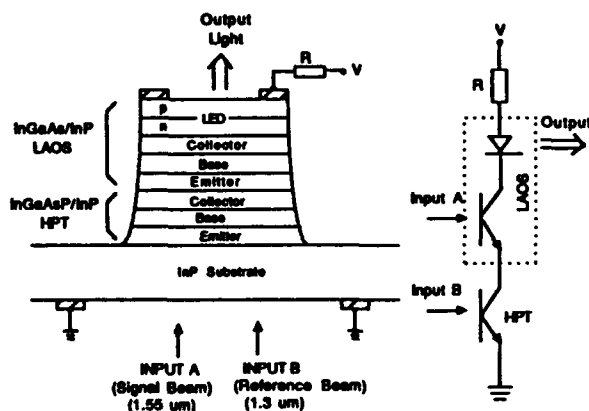 Output
Light
R
V
p
LED
n
Collector
Base
Emitter
Collector
Base
Emitter
InGaAs/InP
LAOS
InGaAsP/InP
HPT
InP Substrate
INPUT A
(Signal Beam)
(1.55 um)
INPUT B
(Reference Beam)
(1.3 um)
V
R
Output
LAOS
Input A
Input B
HPT